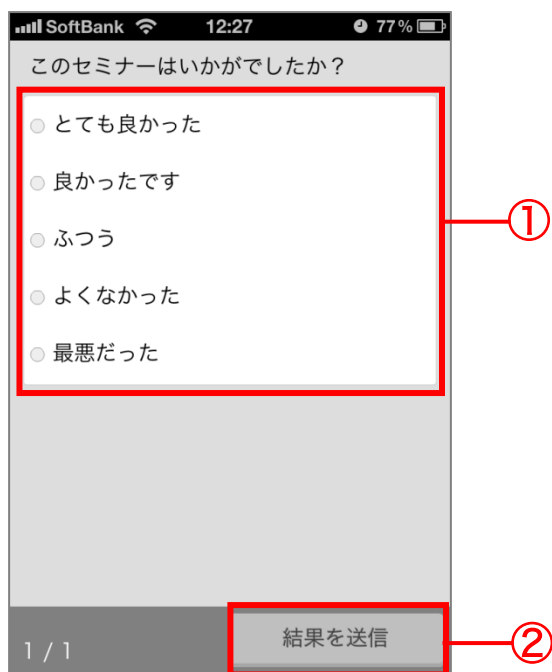 SoftBank 12:27 77%
このセミナーはいかがでしたか？
とても良かった
良かったです
ふつう
よくなかった
最悪だった
①
1 / 1
結果を送信
②